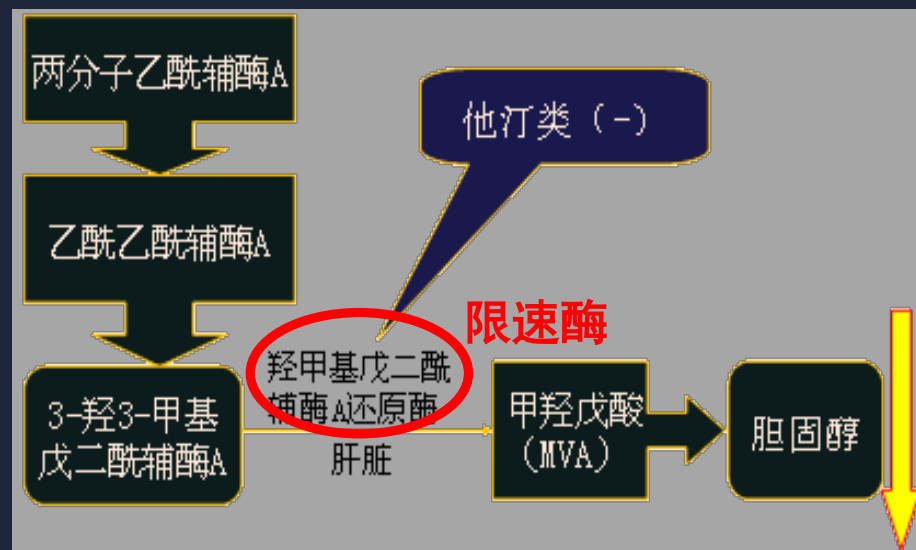 两分子乙酰辅酶A
他汀类（-）
乙酰乙酰辅酶A
限速酶
羟甲基戊二酰
辅酶A还原酶
肝脏
3-羟3-甲基
戊二酰辅酶A
甲羟戊酸
(MVA)
胆固醇